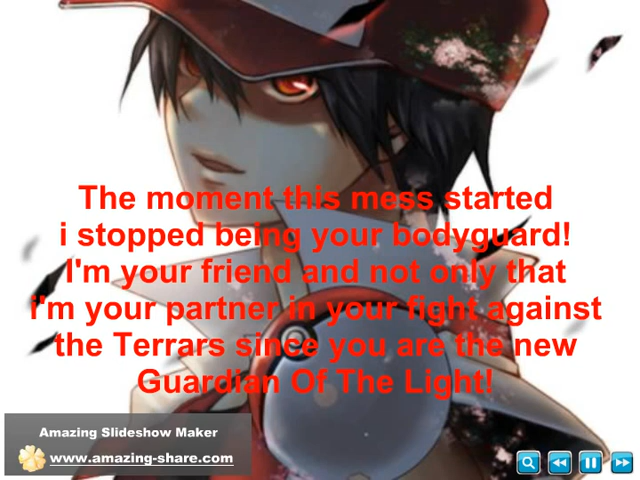 The moment this mess started
i stopped being your bodyguard!
I'm your friend and not only that
i'm your partner in your fight against
the Terrars since you are the new
Guardian Of The Light!
Amazing Slideshow Maker
www.amazing-share.com